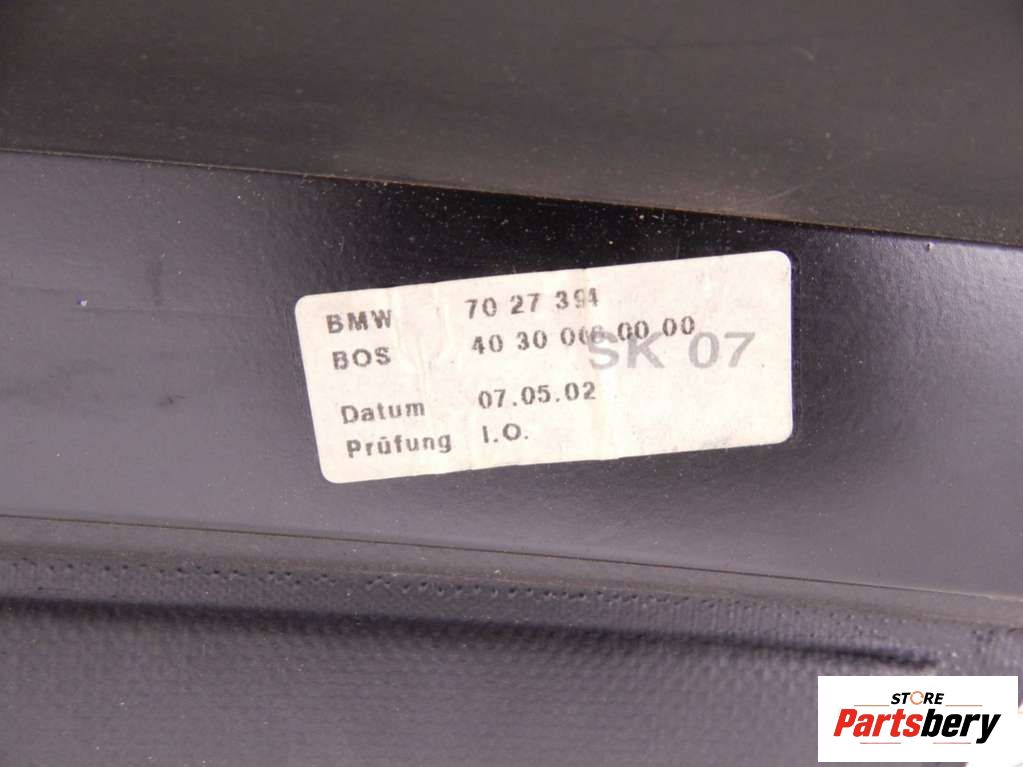 BMW 70 27 394
BOS 40 30 006 00 00
SK 07
Datum 07.05.02
Prüfung I.O.
STORE
Partsbery